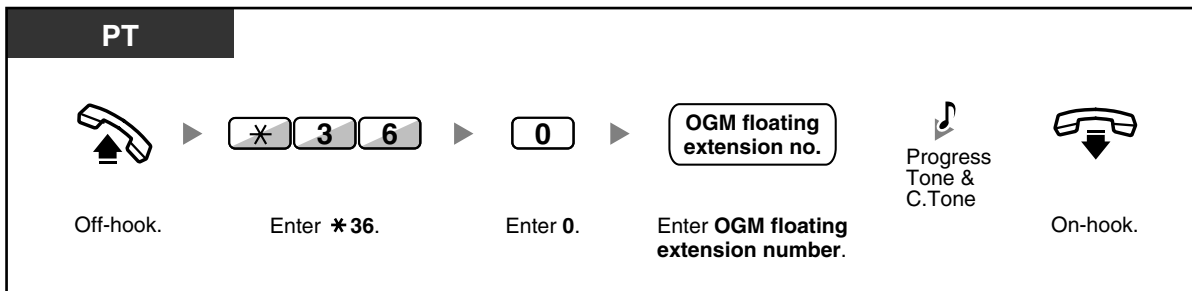 PT
✳ 3 6
0
OGM floating
extension no.
Progress
Tone &
C.Tone
Off-hook.
Enter ✳36.
Enter 0.
Enter OGM floating
extension number.
On-hook.